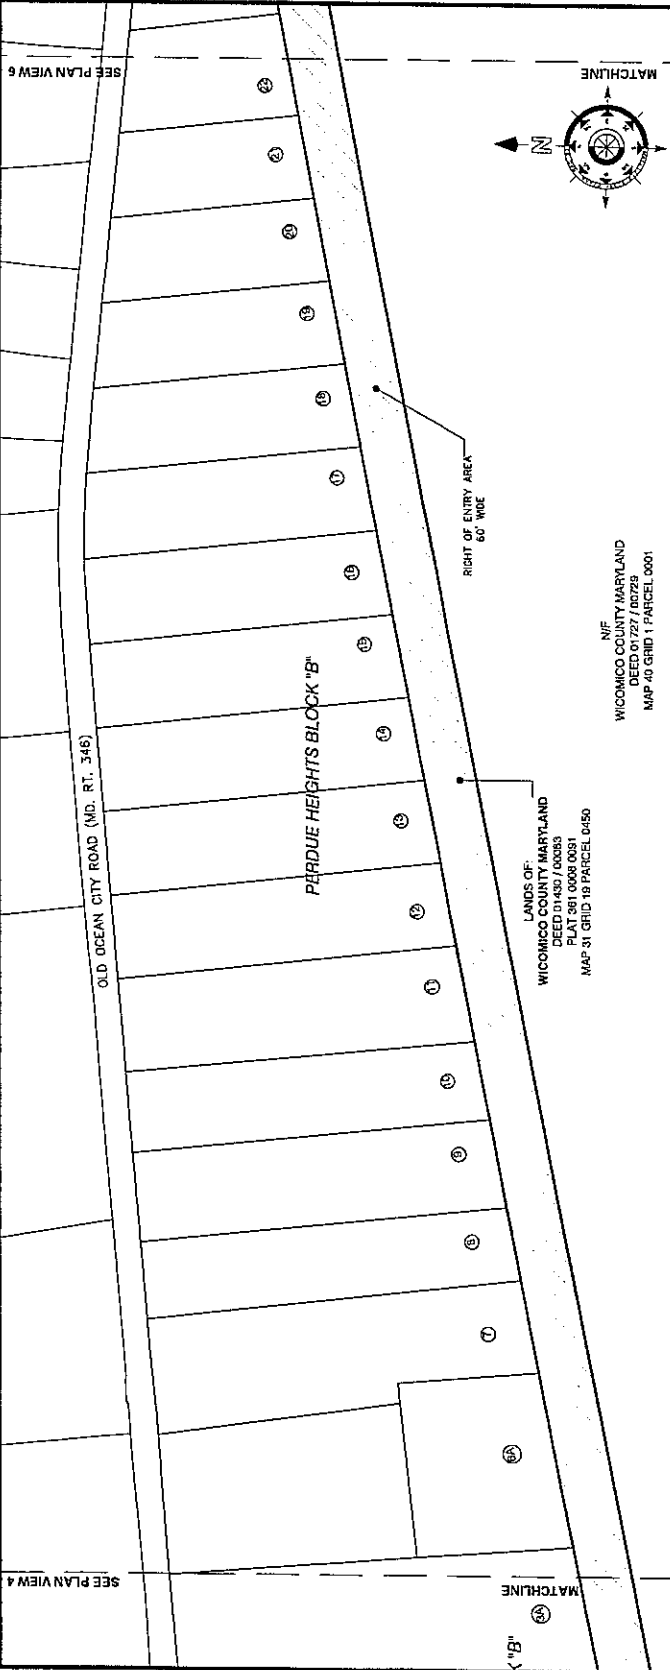 SEE PLAN VIEW 6
MATCHLINE
N
22
21
20
19
18
17
16
15
14
13
12
11
10
9
8
7
6A
3A
OLD OCEAN CITY ROAD (MD. RT. 346)
PERDUE HEIGHTS BLOCK "B"
RIGHT OF ENTRY AREA
60' WIDE
N/F
WICOMICO COUNTY MARYLAND
DEED 01727 / 00729
MAP 40 GRID 1 PARCEL 0001
LANDS OF:
WICOMICO COUNTY MARYLAND
DEED 01430 / 00063
PLAT 361 0008 0091
MAP 31 GRID 19 PARCEL 0450
SEE PLAN VIEW 4
MATCHLINE
"B"